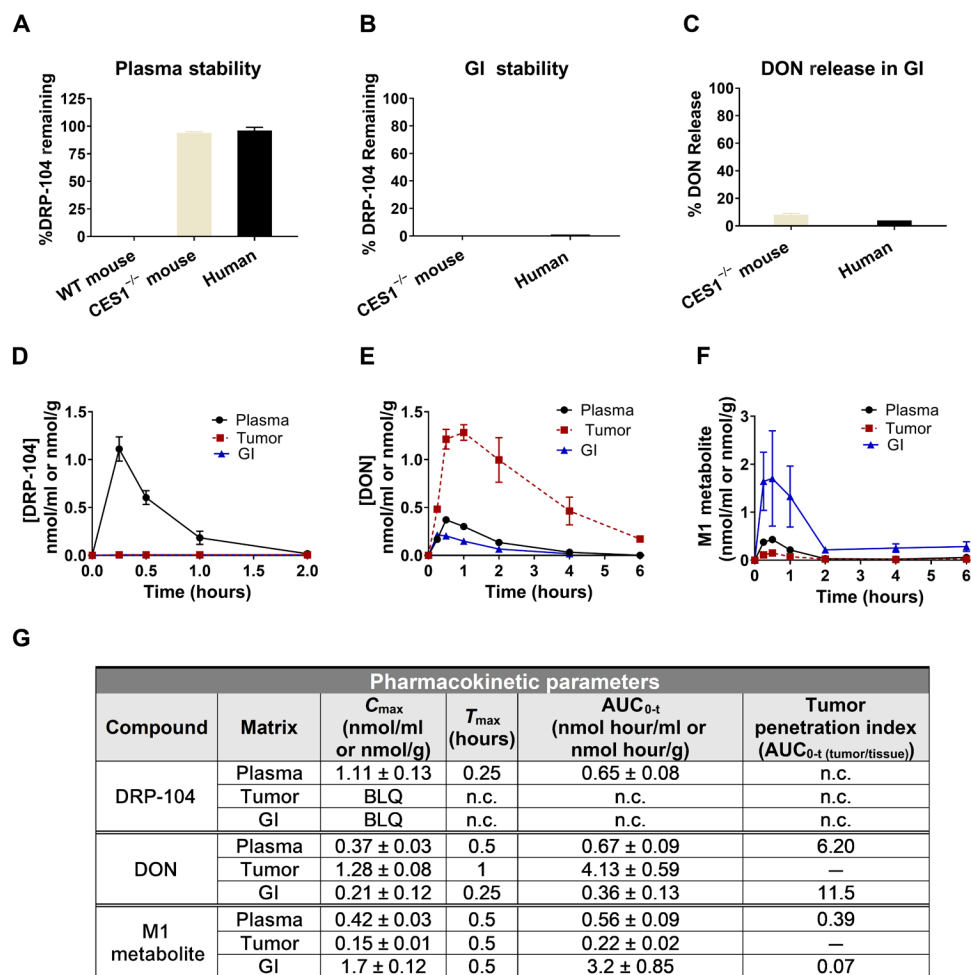 A
Plasma stability
%DRP-104 remaining
125
100
75
50
25
0
WT mouse
CES1−/− mouse
Human
B
GI stability
% DRP-104 Remaining
100
80
60
40
20
0
CES1−/− mouse
Human
C
DON release in GI
% DON Release
100
80
60
40
20
0
CES1−/− mouse
Human
D
[DRP-104]
nmol/ml or nmol/g
1.5
1.0
0.5
0.0
0.0 0.5 1.0 1.5 2.0
Time (hours)
Plasma
Tumor
GI
E
[DON]
nmol/ml or nmol/g
1.5
1.0
0.5
0.0
0 1 2 3 4 5 6
Time (hours)
Plasma
Tumor
GI
F
M1 metabolite
(nmol/ml or nmol/g)
3
2
1
0
0 1 2 3 4 5 6
Time (hours)
Plasma
Tumor
GI
G
Pharmacokinetic parameters
Compound Matrix Cmax (nmol/ml or nmol/g) Tmax (hours) AUC0-t (nmol hour/ml or nmol hour/g) Tumor penetration index (AUC0-t (tumor/tissue))
DRP-104 Plasma 1.11 ± 0.13 0.25 0.65 ± 0.08 n.c.
Tumor BLQ n.c. n.c. n.c.
GI BLQ n.c. n.c. n.c.
DON Plasma 0.37 ± 0.03 0.5 0.67 ± 0.09 6.20
Tumor 1.28 ± 0.08 1 4.13 ± 0.59 —
GI 0.21 ± 0.12 0.25 0.36 ± 0.13 11.5
M1 metabolite Plasma 0.42 ± 0.03 0.5 0.56 ± 0.09 0.39
Tumor 0.15 ± 0.01 0.5 0.22 ± 0.02 —
GI 1.7 ± 0.12 0.5 3.2 ± 0.85 0.07